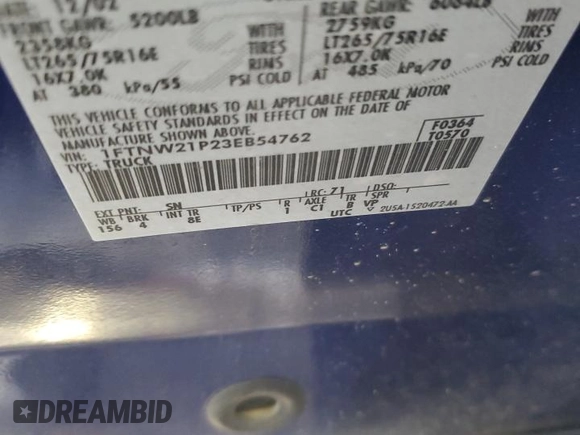 12/02
FRONT GAWR: 5200LB
2358KG
WITH
LT265/75R16E TIRES
16X7.0K RIMS
AT 380 kPa/55 PSI COLD
REAR GAWR 6084LB
2759KG
WITH
LT265/75R16E TIRES
16X7.0K RIMS
AT 485 kPa/70 PSI COLD
THIS VEHICLE CONFORMS TO ALL APPLICABLE FEDERAL MOTOR
VEHICLE SAFETY STANDARDS IN EFFECT ON THE DATE OF
MANUFACTURE SHOWN ABOVE.
VIN: 1FTNW21P23EB54762
TYPE: TRUCK
F0364
T0570
EXT PNT: SN RC: 71 DSO:
WB BRK INT TR TP/PS R AXLE TR SPR
156 4 8E 1 C1 B VP
UTC 2U5A-1520472-AA
DREAMBID